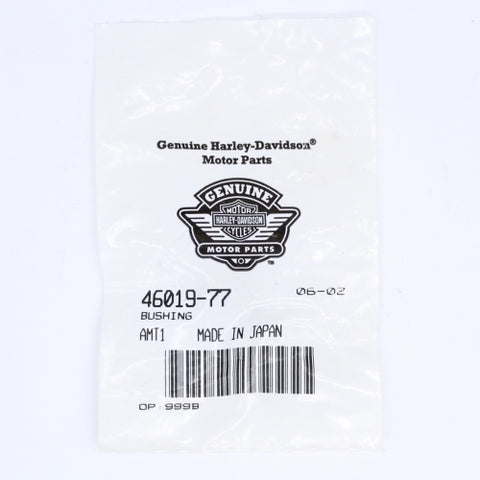 Genuine Harley-Davidson®
Motor Parts
GENUINE
MOTOR
HARLEY-DAVIDSON
CYCLES
MOTOR PARTS
TM
46019-77 06-02
BUSHING
AMT1 MADE IN JAPAN
OP:999B